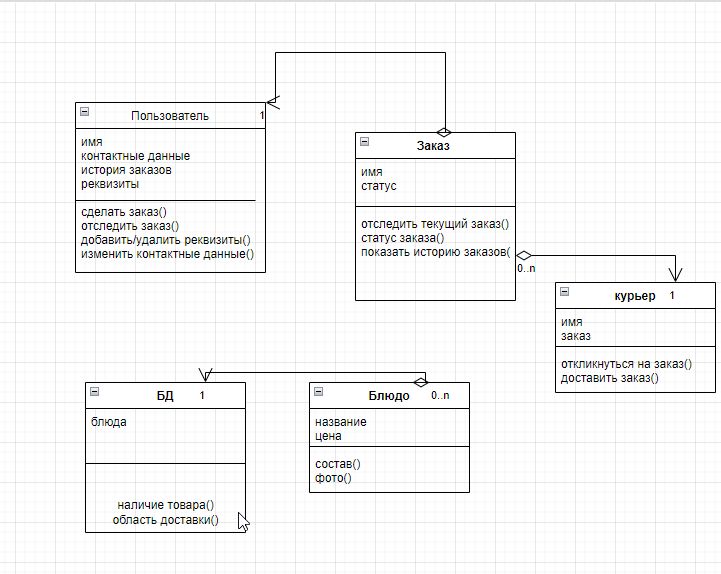 Пользователь 1
имя
контактные данные
история заказов
реквизиты
сделать заказ()
отследить заказ()
добавить/удалить реквизиты()
изменить контактные данные()
Заказ
имя
статус
отследить текущий заказ()
статус заказа()
показать историю заказов(
0..n
курьер 1
имя
заказ
откликнуться на заказ()
доставить заказ()
БД 1
блюда
наличие товара()
область доставки()
Блюдо 0..n
название
цена
состав()
фото()